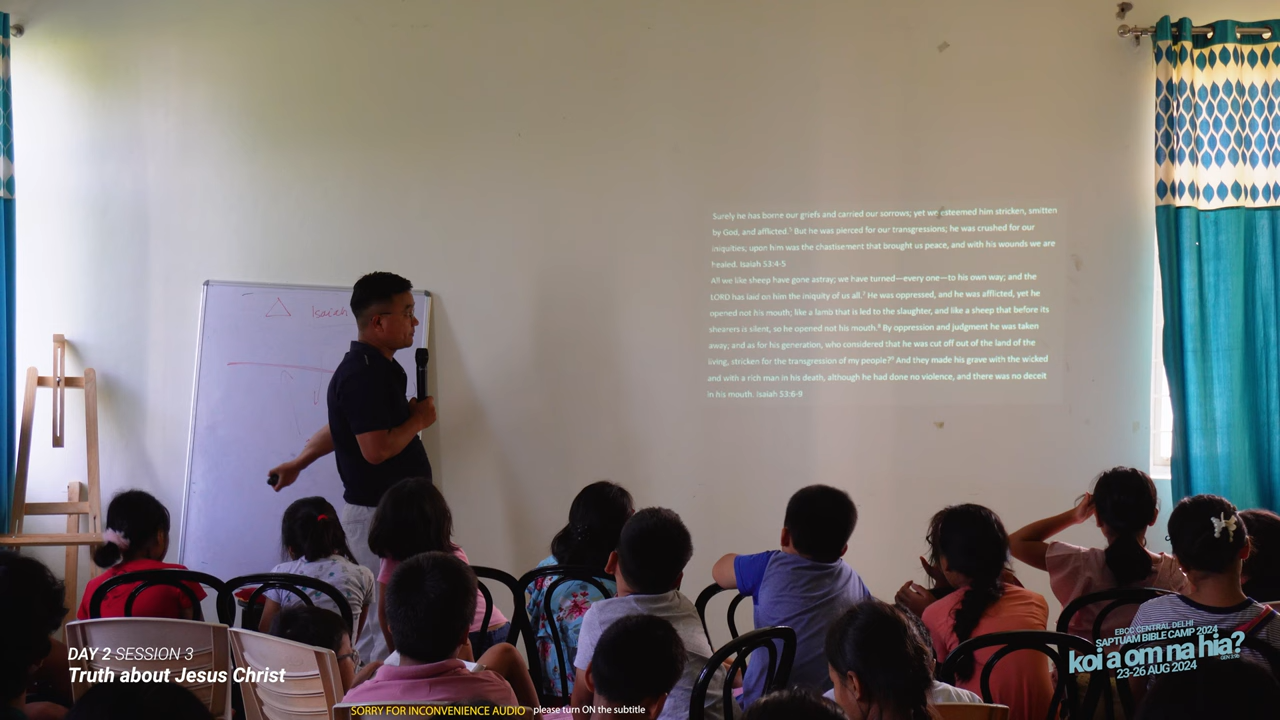 Isaiah
Surely he has borne our griefs and carried our sorrows; yet we esteemed him stricken, smitten
by God, and afflicted.⁵ But he was pierced for our transgressions; he was crushed for our
iniquities; upon him was the chastisement that brought us peace, and with his wounds we are
healed. Isaiah 53:4-5
All we like sheep have gone astray; we have turned—every one—to his own way; and the
LORD has laid on him the iniquity of us all.⁷ He was oppressed, and he was afflicted, yet he
opened not his mouth; like a lamb that is led to the slaughter, and like a sheep that before its
shearers is silent, so he opened not his mouth.⁸ By oppression and judgment he was taken
away; and as for his generation, who considered that he was cut off out of the land of the
living, stricken for the transgression of my people?⁹ And they made his grave with the wicked
and with a rich man in his death, although he had done no violence, and there was no deceit
in his mouth. Isaiah 53:6-9
DAY 2 SESSION 3
Truth about Jesus Christ
SORRY FOR INCONVENIENCE AUDIO please turn ON the subtitle
EBCC CENTRAL DELHI
SAPTUAM BIBLE CAMP 2024
koi a om na hia?
GEN 3:9b
23-26 AUG 2024